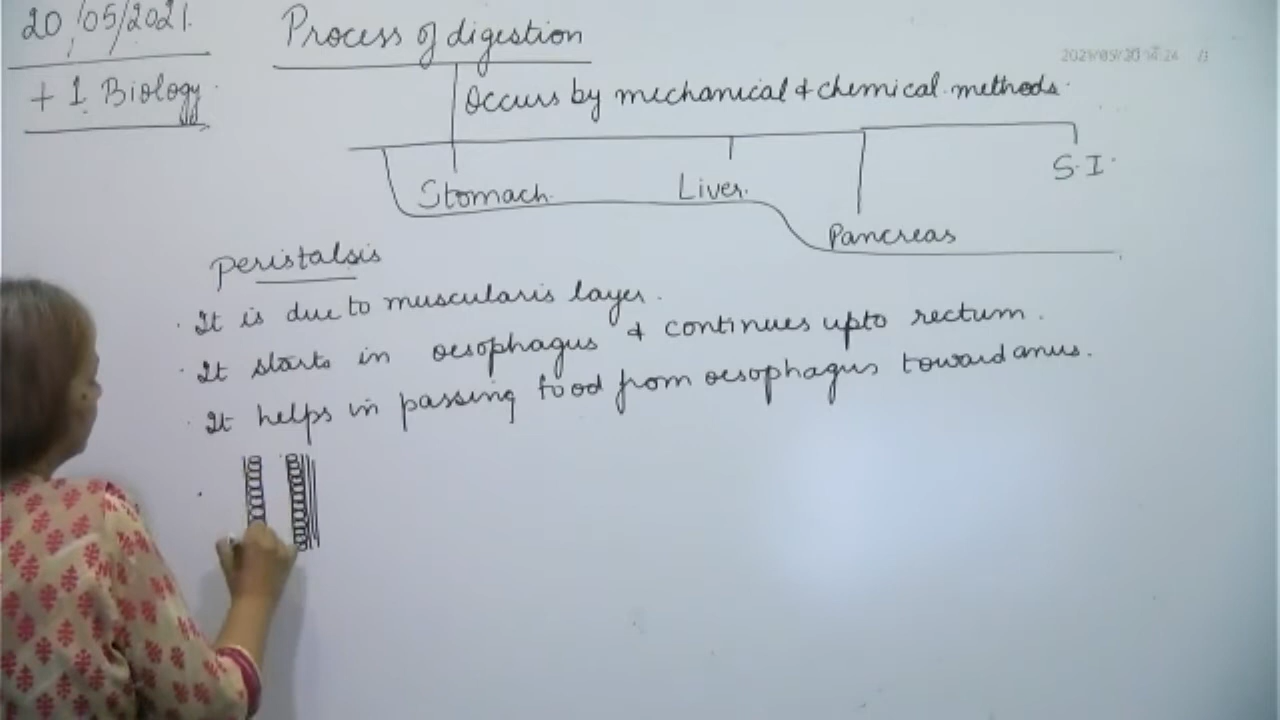 20/05/2021.
+ 1 Biology.
Process of digestion
Occurs by mechanical & chemical methods.
Stomach.
Liver.
S.I.
Pancreas
Peristalsis
. It is due to muscularis layer.
. It starts in oesophagus & continues upto rectum.
. It helps in passing food from oesophagus toward anus.